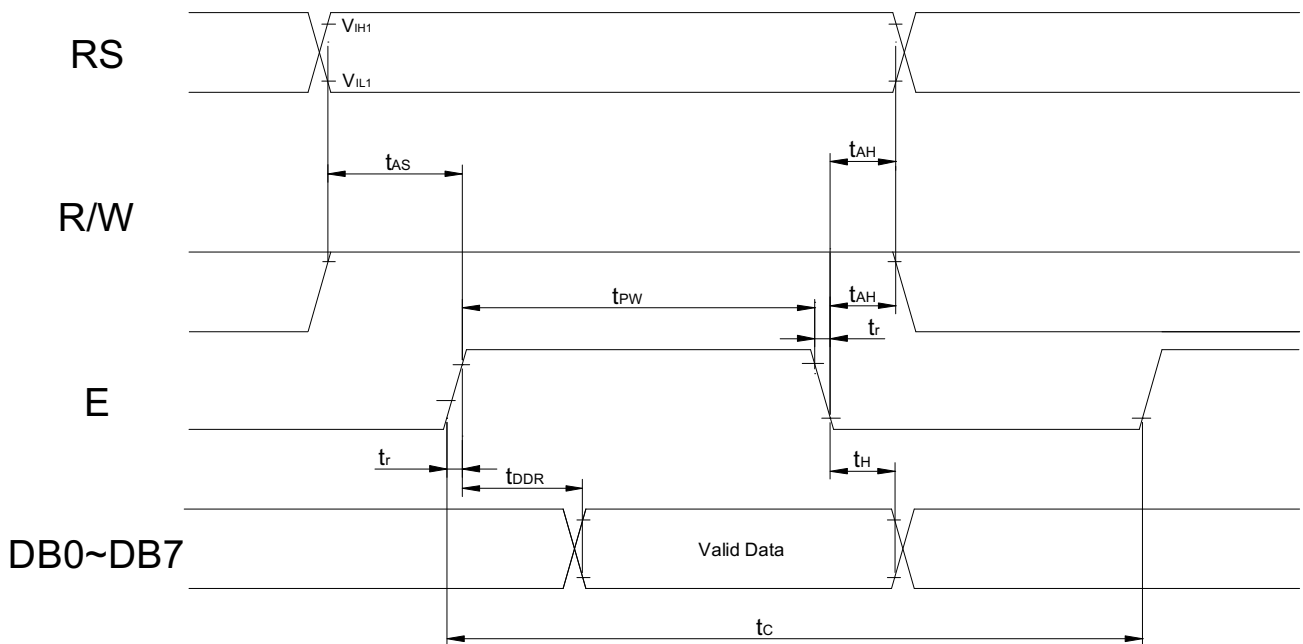 RS
VIH1
VIL1
tAS
tAH
R/W
tPW
tAH
tr
E
tr
tDDR
tH
DB0~DB7
Valid Data
tC